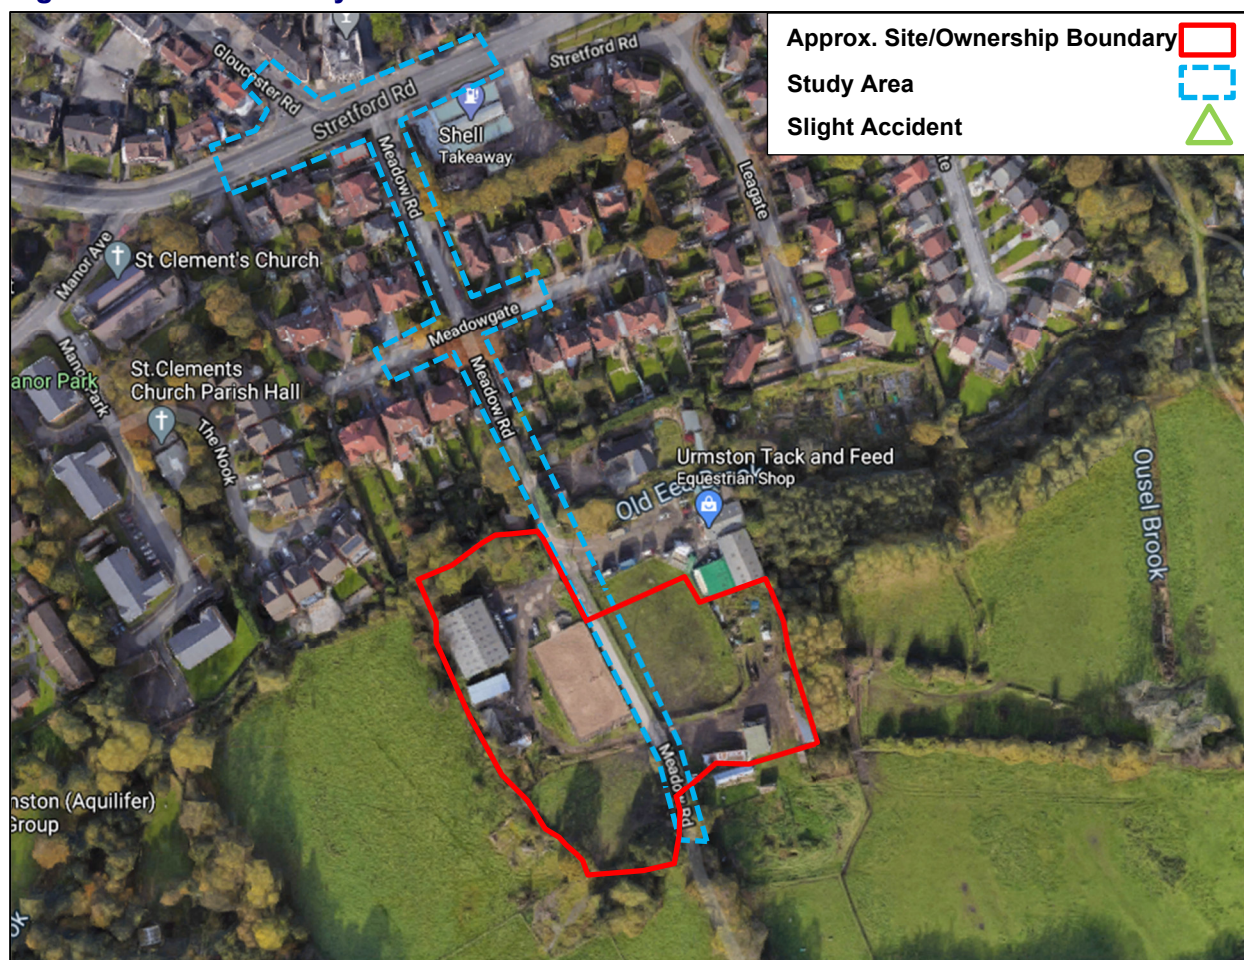 Approx. Site/Ownership Boundary
Study Area
Slight Accident
Gloucester Rd
Stretford Rd
Stretford Rd
Shell
Takeaway
Meadow Rd
Leagate
Manor Ave
St Clement's Church
Meadowgate
Manor Park
anor Park
St.Clements
Church Parish Hall
The Nook
Meadow Rd
Urmston Tack and Feed
Equestrian Shop
Ousel Brook
Meadow Rd
nston (Aquilifer)
Group